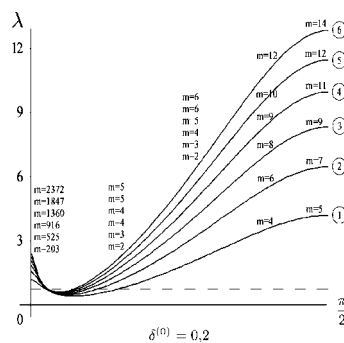 λ
12
9
6
3
0
m=14
⑥
m=12
m=12
⑤
m=10
m=11
④
m=9
m=9
③
m=8
m=7
②
m=6
m=5
①
m=4
m=6
m=6
m=5
m=4
m=3
m=2
m=2372
m=1847
m=1360
m=916
m=525
m=203
m=5
m=5
m=4
m=4
m=3
m=2
π
2
δ⁽⁰⁾ = 0,2